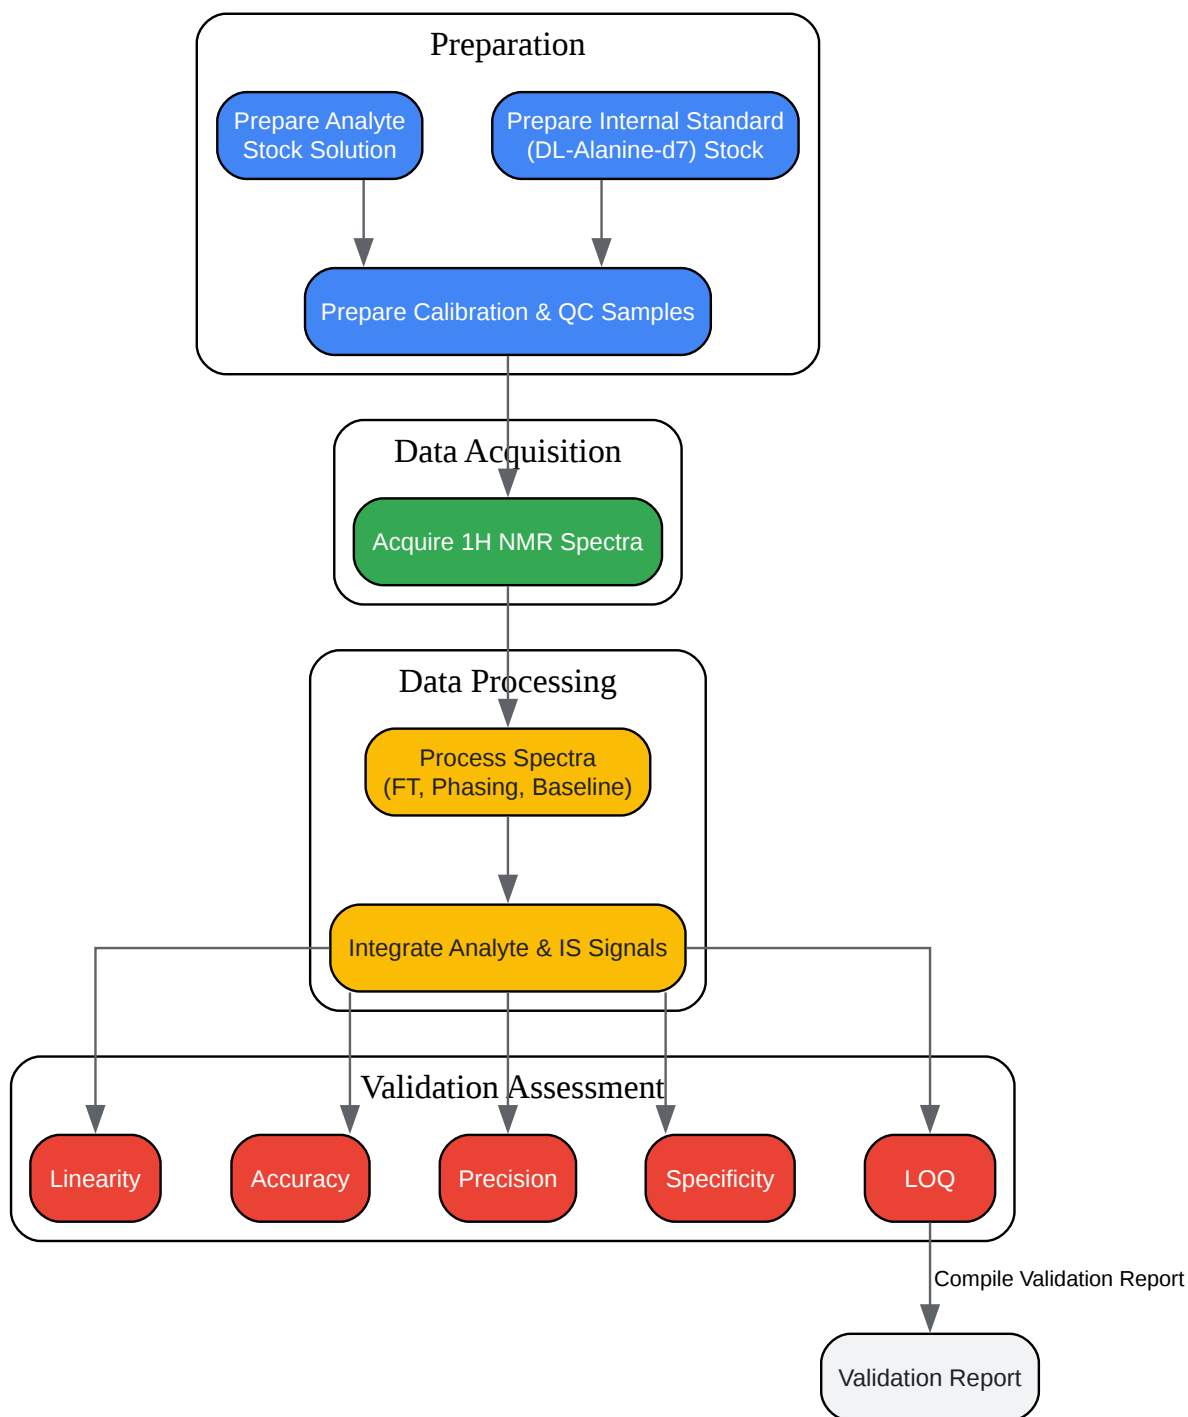 Preparation
Prepare Analyte
Stock Solution
Prepare Internal Standard
(DL-Alanine-d7) Stock
Prepare Calibration & QC Samples
Data Acquisition
Acquire 1H NMR Spectra
Data Processing
Process Spectra
(FT, Phasing, Baseline)
Integrate Analyte & IS Signals
Validation Assessment
Linearity
Accuracy
Precision
Specificity
LOQ
Compile Validation Report
Validation Report